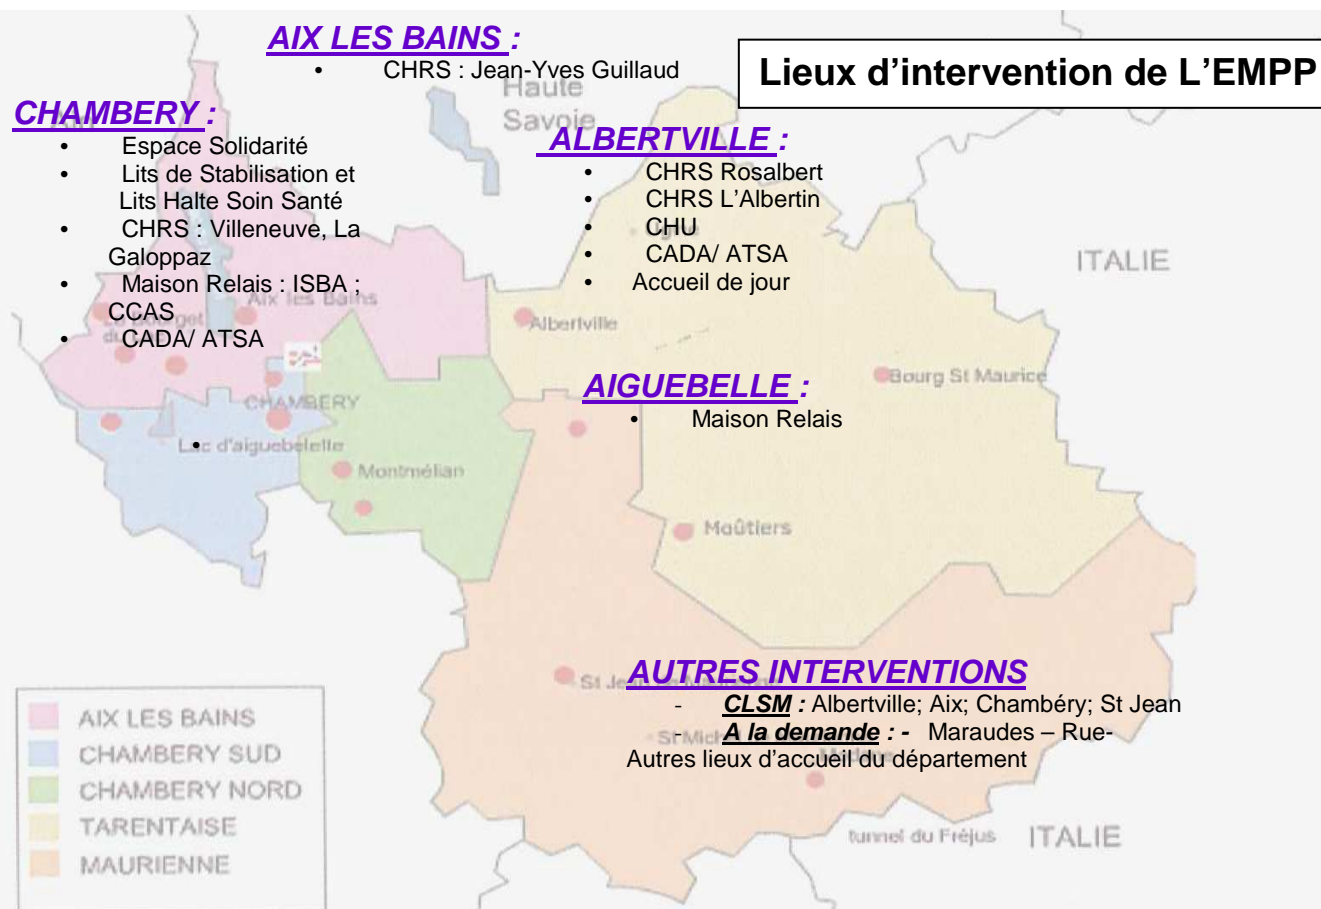 AIX LES BAINS :
• CHRS : Jean-Yves Guillaud
Lieux d'intervention de L'EMPP
Haute
Savoie
CHAMBERY :
• Espace Solidarité
• Lits de Stabilisation et
Lits Halte Soin Santé
• CHRS : Villeneuve, La
Galoppaz
• Maison Relais : ISBA ;
CCAS
• CADA/ ATSA
ALBERTVILLE :
• CHRS Rosalbert
• CHRS L'Albertin
• CHU
• CADA/ ATSA
• Accueil de jour
ITALIE
Aix les Bains
Albertville
AIGUEBELLE :
• Maison Relais
Bourg St Maurice
CHAMBERY
Lac d'aiguebelette
Montmélian
Moûtiers
AUTRES INTERVENTIONS
- CLSM : Albertville; Aix; Chambéry; St Jean
- A la demande : - Maraudes – Rue-
Autres lieux d'accueil du département
St Jean
St Michel
tunnel du Fréjus
ITALIE
AIX LES BAINS
CHAMBERY SUD
CHAMBERY NORD
TARENTAISE
MAURIENNE